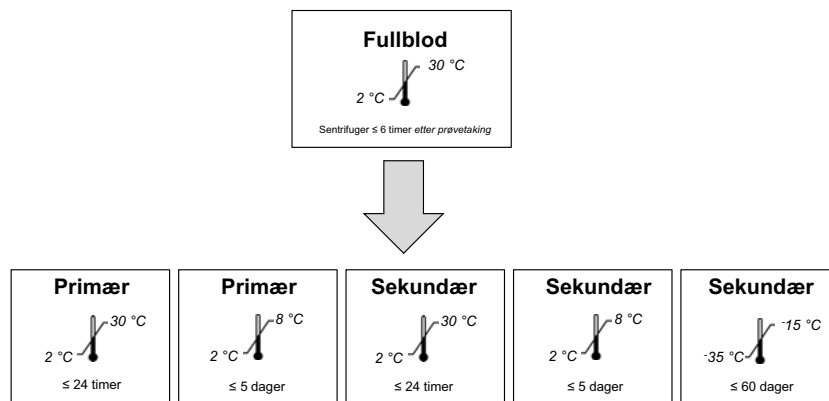 Fullblod
30 °C
2 °C
Sentrifuger ≤ 6 timer etter prøvetaking
Primær
30 °C
2 °C
≤ 24 timer
Primær
8 °C
2 °C
≤ 5 dager
Sekundær
30 °C
2 °C
≤ 24 timer
Sekundær
8 °C
2 °C
≤ 5 dager
Sekundær
-15 °C
-35 °C
≤ 60 dager